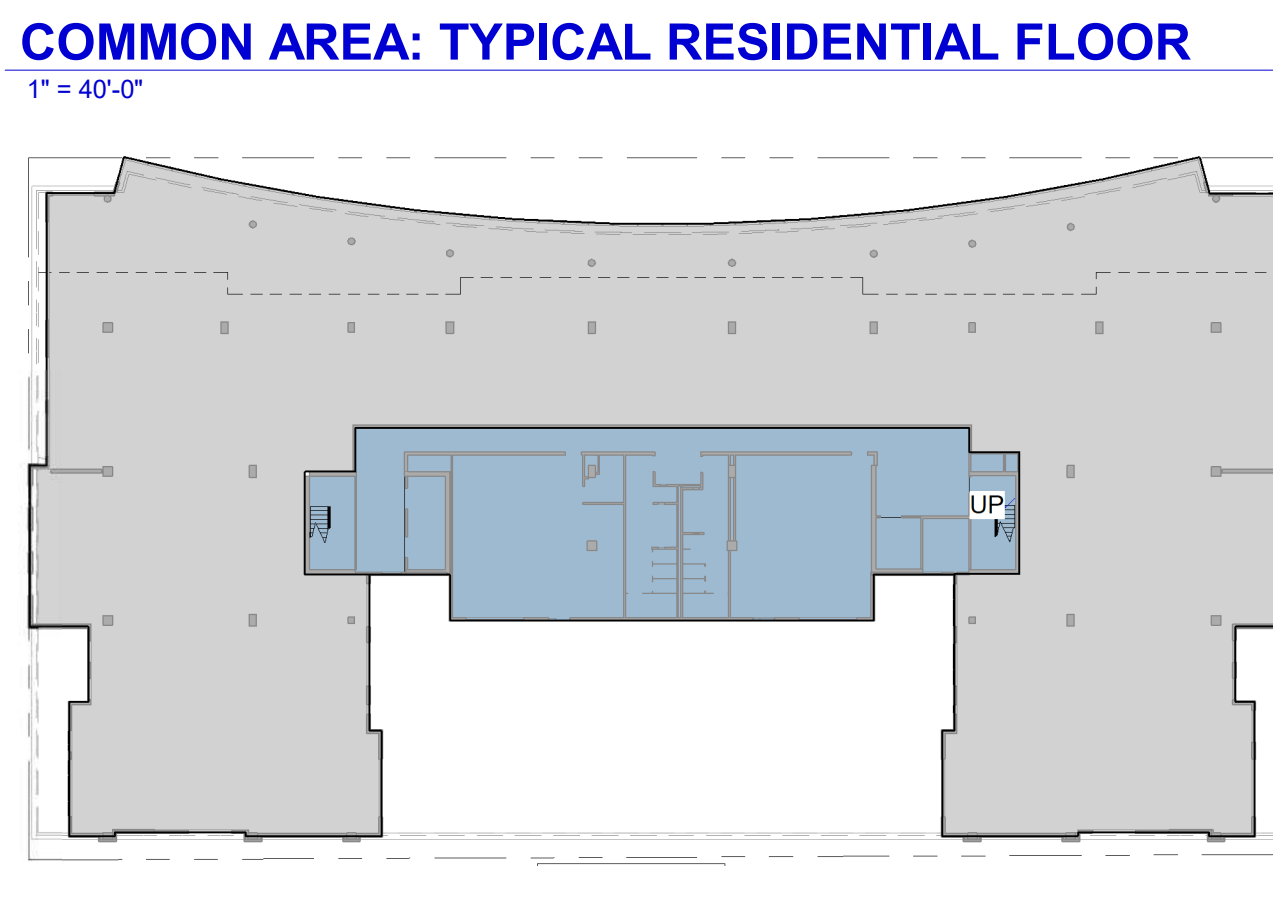 COMMON AREA: TYPICAL RESIDENTIAL FLOOR
1" = 40'-0"
UP